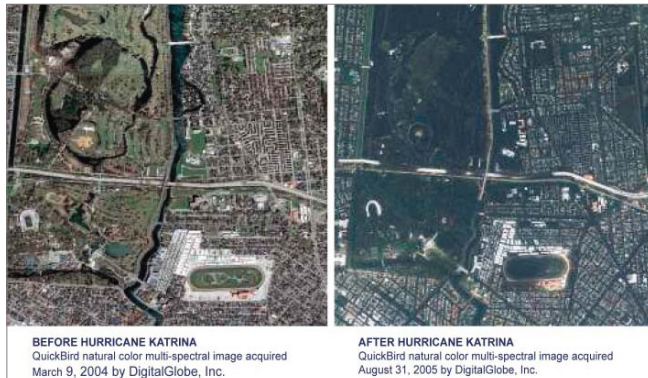 BEFORE HURRICANE KATRINA
QuickBird natural color multi-spectral image acquired
March 9, 2004 by DigitalGlobe, Inc.
AFTER HURRICANE KATRINA
QuickBird natural color multi-spectral image acquired
August 31, 2005 by DigitalGlobe, Inc.